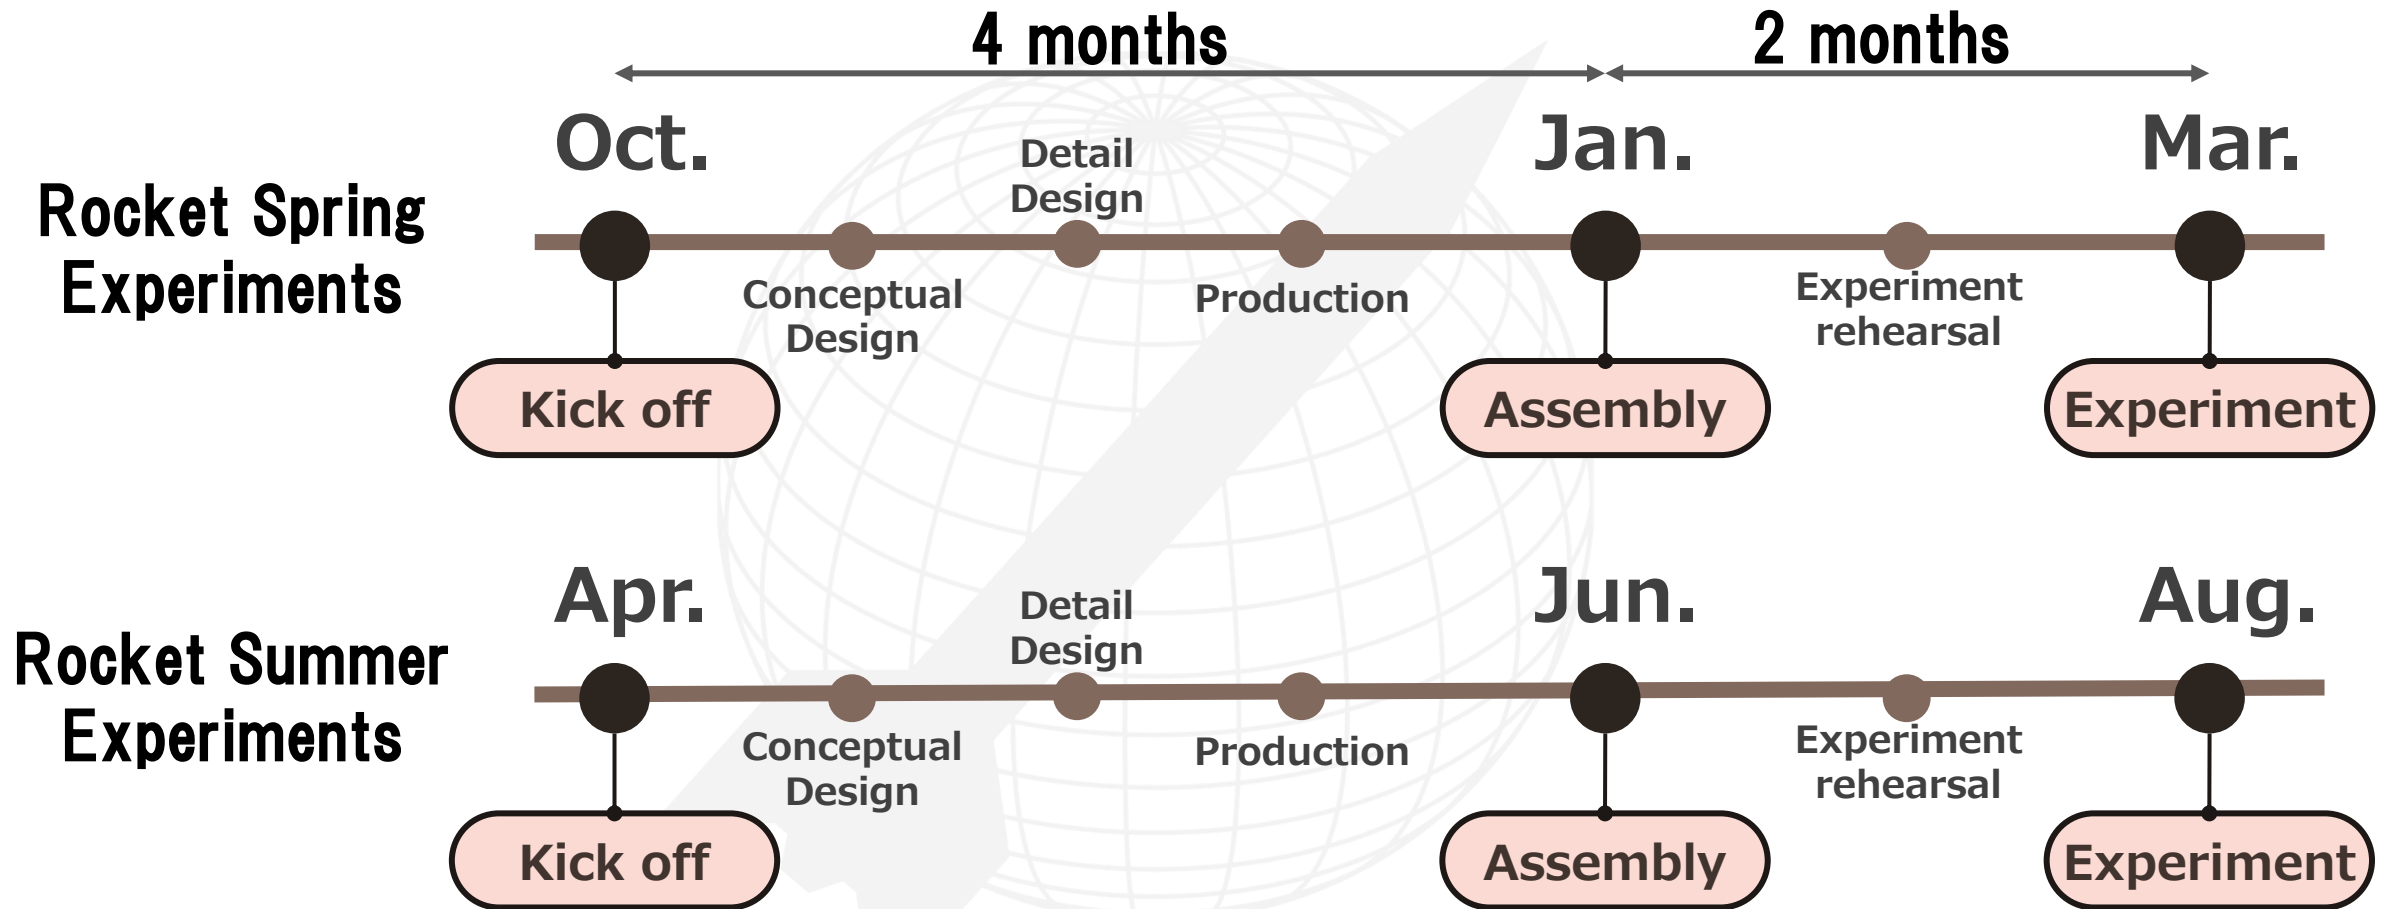 4 months
2 months
Rocket Spring
Experiments
Oct.
Jan.
Mar.
Detail
Design
Conceptual
Design
Production
Experiment
rehearsal
Kick off
Assembly
Experiment
Rocket Summer
Experiments
Apr.
Jun.
Aug.
Detail
Design
Conceptual
Design
Production
Experiment
rehearsal
Kick off
Assembly
Experiment